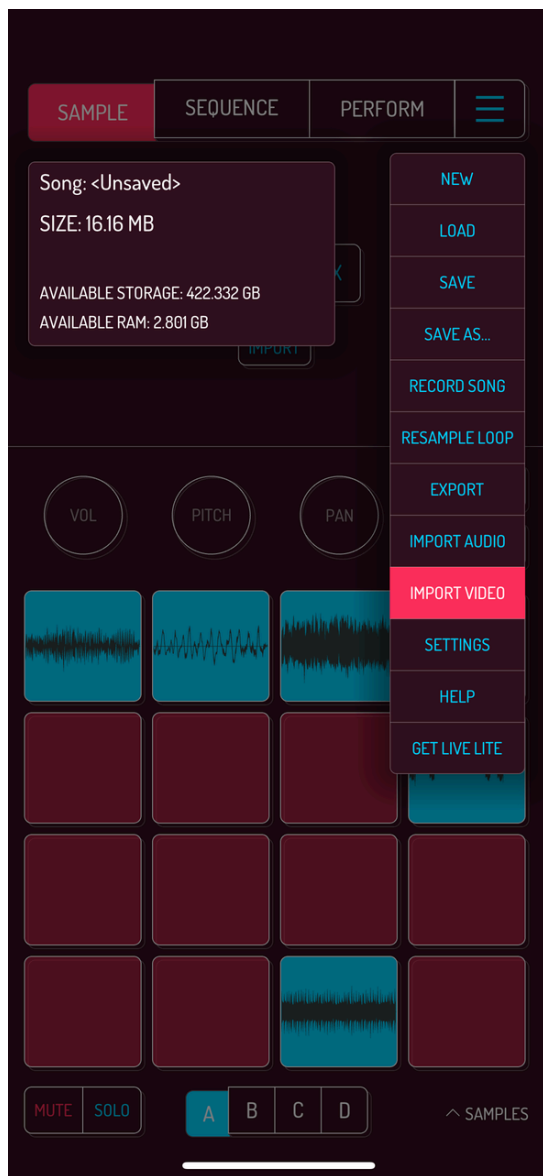 SAMPLE
SEQUENCE
PERFORM
Song: <Unsaved>
SIZE: 16.16 MB
AVAILABLE STORAGE: 422.332 GB
AVAILABLE RAM: 2.801 GB
X
IMPORT
NEW
LOAD
SAVE
SAVE AS...
RECORD SONG
RESAMPLE LOOP
EXPORT
IMPORT AUDIO
IMPORT VIDEO
SETTINGS
HELP
GET LIVE LITE
VOL
PITCH
PAN
MUTE
SOLO
A
B
C
D
SAMPLES